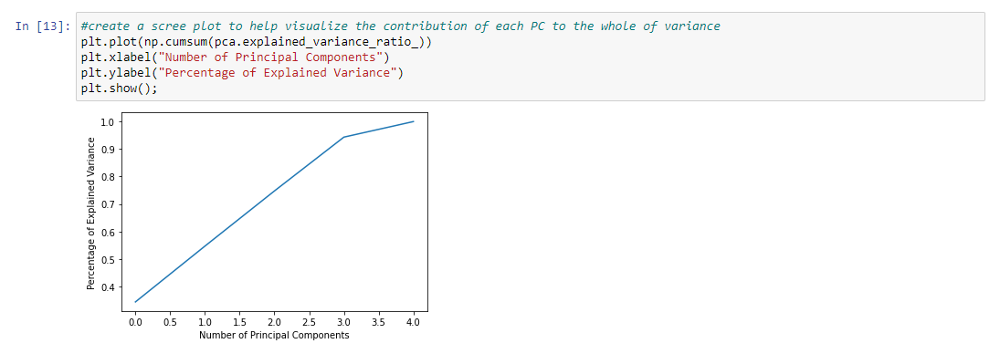 In [13]: #create a scree plot to help visualize the contribution of each PC to the whole of variance
plt.plot(np.cumsum(pca.explained_variance_ratio_))
plt.xlabel("Number of Principal Components")
plt.ylabel("Percentage of Explained Variance")
plt.show();
1.0
0.9
0.8
0.7
0.6
0.5
0.4
Percentage of Explained Variance
0.0 0.5 1.0 1.5 2.0 2.5 3.0 3.5 4.0
Number of Principal Components